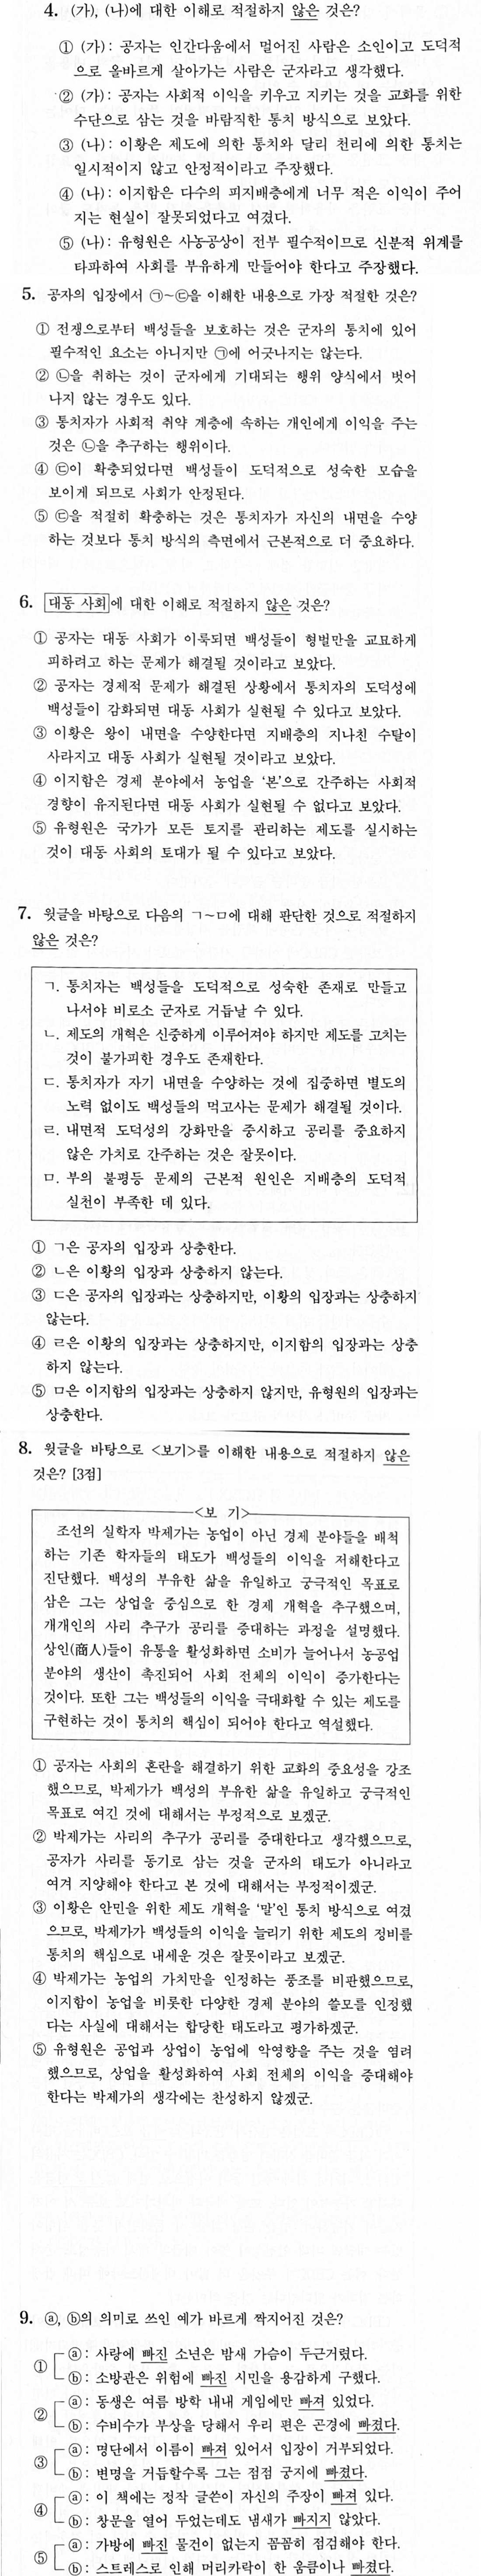 4. (가), (나)에 대한 이해로 적절하지 않은 것은?
① (가): 공자는 인간다움에서 멀어진 사람은 소인이고 도덕적
으로 올바르게 살아가는 사람은 군자라고 생각했다.
② (가): 공자는 사회적 이익을 키우고 지키는 것을 교화를 위한
수단으로 삼는 것을 바람직한 통치 방식으로 보았다.
③ (나): 이황은 제도에 의한 통치와 달리 천리에 의한 통치는
일시적이지 않고 안정적이라고 주장했다.
④ (나): 이지함은 다수의 피지배층에게 너무 적은 이익이 주어
지는 현실이 잘못되었다고 여겼다.
⑤ (나): 유형원은 사농공상이 전부 필수적이므로 신분적 위계를
타파하여 사회를 부유하게 만들어야 한다고 주장했다.
5. 공자의 입장에서 ㉠~㉢을 이해한 내용으로 가장 적절한 것은?
① 전쟁으로부터 백성들을 보호하는 것은 군자의 통치에 있어
필수적인 요소는 아니지만 ㉠에 어긋나지는 않는다.
② ㉡을 취하는 것이 군자에게 기대되는 행위 양식에서 벗어
나지 않는 경우도 있다.
③ 통치자가 사회적 취약 계층에 속하는 개인에게 이익을 주는
것은 ㉡을 추구하는 행위이다.
④ ㉢이 확충되었다면 백성들이 도덕적으로 성숙한 모습을
보이게 되므로 사회가 안정된다.
⑤ ㉢을 적절히 확충하는 것은 통치자가 자신의 내면을 수양
하는 것보다 통치 방식의 측면에서 근본적으로 더 중요하다.
6. 대동 사회에 대한 이해로 적절하지 않은 것은?
① 공자는 대동 사회가 이룩되면 백성들이 형벌만을 교묘하게
피하려고 하는 문제가 해결될 것이라고 보았다.
② 공자는 경제적 문제가 해결된 상황에서 통치자의 도덕성에
백성들이 감화되면 대동 사회가 실현될 수 있다고 보았다.
③ 이황은 왕이 내면을 수양한다면 지배층의 지나친 수탈이
사라지고 대동 사회가 실현될 것이라고 보았다.
④ 이지함은 경제 분야에서 농업을 '본'으로 간주하는 사회적
경향이 유지된다면 대동 사회가 실현될 수 없다고 보았다.
⑤ 유형원은 국가가 모든 토지를 관리하는 제도를 실시하는
것이 대동 사회의 토대가 될 수 있다고 보았다.
7. 윗글을 바탕으로 다음의 ㄱ~ㅁ에 대해 판단한 것으로 적절하지
않은 것은?
ㄱ. 통치자는 백성들을 도덕적으로 성숙한 존재로 만들고
나서야 비로소 군자로 거듭날 수 있다.
ㄴ. 제도의 개혁은 신중하게 이루어져야 하지만 제도를 고치는
것이 불가피한 경우도 존재한다.
ㄷ. 통치자가 자기 내면을 수양하는 것에 집중하면 별도의
노력 없이도 백성들의 먹고사는 문제가 해결될 것이다.
ㄹ. 내면적 도덕성의 강화만을 중시하고 공리를 중요하지
않은 가치로 간주하는 것은 잘못이다.
ㅁ. 부의 불평등 문제의 근본적 원인은 지배층의 도덕적
실천이 부족한 데 있다.
① ㄱ은 공자의 입장과 상충한다.
② ㄴ은 이황의 입장과 상충하지 않는다.
③ ㄷ은 공자의 입장과는 상충하지만, 이황의 입장과는 상충하지
않는다.
④ ㄹ은 이황의 입장과는 상충하지만, 이지함의 입장과는 상충
하지 않는다.
⑤ ㅁ은 이지함의 입장과는 상충하지 않지만, 유형원의 입장과는
상충한다.
8. 윗글을 바탕으로 <보기>를 이해한 내용으로 적절하지 않은
것은? [3점]
<보 기>
조선의 실학자 박제가는 농업이 아닌 경제 분야들을 배척
하는 기존 학자들의 태도가 백성들의 이익을 저해한다고
진단했다. 백성의 부유한 삶을 유일하고 궁극적인 목표로
삼은 그는 상업을 중심으로 한 경제 개혁을 추구했으며,
개개인의 사리 추구가 공리를 증대하는 과정을 설명했다.
상인(商人)들이 유통을 활성화하면 소비가 늘어나서 농공업
분야의 생산이 촉진되어 사회 전체의 이익이 증가한다는
것이다. 또한 그는 백성들의 이익을 극대화할 수 있는 제도를
구현하는 것이 통치의 핵심이 되어야 한다고 역설했다.
① 공자는 사회의 혼란을 해결하기 위한 교화의 중요성을 강조
했으므로, 박제가가 백성의 부유한 삶을 유일하고 궁극적인
목표로 여긴 것에 대해서는 부정적으로 보겠군.
② 박제가는 사리의 추구가 공리를 증대한다고 생각했으므로,
공자가 사리를 동기로 삼는 것을 군자의 태도가 아니라고
여겨 지양해야 한다고 본 것에 대해서는 부정적이겠군.
③ 이황은 안민을 위한 제도 개혁을 '말'인 통치 방식으로 여겼
으므로, 박제가가 백성들의 이익을 늘리기 위한 제도의 정비를
통치의 핵심으로 내세운 것은 잘못이라고 보겠군.
④ 박제가는 농업의 가치만을 인정하는 풍조를 비판했으므로,
이지함이 농업을 비롯한 다양한 경제 분야의 쓸모를 인정했
다는 사실에 대해서는 합당한 태도라고 평가하겠군.
⑤ 유형원은 공업과 상업이 농업에 악영향을 주는 것을 염려
했으므로, 상업을 활성화하여 사회 전체의 이익을 증대해야
한다는 박제가의 생각에는 찬성하지 않겠군.
9. ⓐ, ⓑ의 의미로 쓰인 예가 바르게 짝지어진 것은?
① ⓐ: 사랑에 빠진 소년은 밤새 가슴이 두근거렸다.
ⓑ: 소방관은 위험에 빠진 시민을 용감하게 구했다.
② ⓐ: 동생은 여름 방학 내내 게임에만 빠져 있었다.
ⓑ: 수비수가 부상을 당해서 우리 편은 곤경에 빠졌다.
③ ⓐ: 명단에서 이름이 빠져 있어서 입장이 거부되었다.
ⓑ: 변명을 거듭할수록 그는 점점 궁지에 빠졌다.
④ ⓐ: 이 책에는 정작 글쓴이 자신의 주장이 빠져 있다.
ⓑ: 창문을 열어 두었는데도 냄새가 빠지지 않았다.
⑤ ⓐ: 가방에 빠진 물건이 없는지 꼼꼼히 점검해야 한다.
ⓑ: 스트레스로 인해 머리카락이 한 움큼이나 빠졌다.